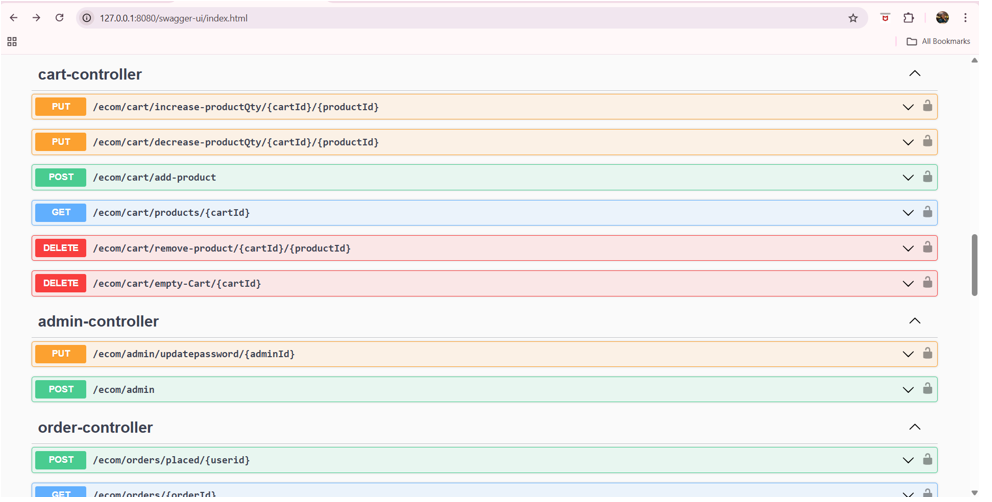 127.0.0.1:8080/swagger-ui/index.html
All Bookmarks
cart-controller
PUT /ecom/cart/increase-productQty/{cartId}/{productId}
PUT /ecom/cart/decrease-productQty/{cartId}/{productId}
POST /ecom/cart/add-product
GET /ecom/cart/products/{cartId}
DELETE /ecom/cart/remove-product/{cartId}/{productId}
DELETE /ecom/cart/empty-Cart/{cartId}
admin-controller
PUT /ecom/admin/updatepassword/{adminId}
POST /ecom/admin
order-controller
POST /ecom/orders/placed/{userid}
GET /ecom/orders/{orderId}